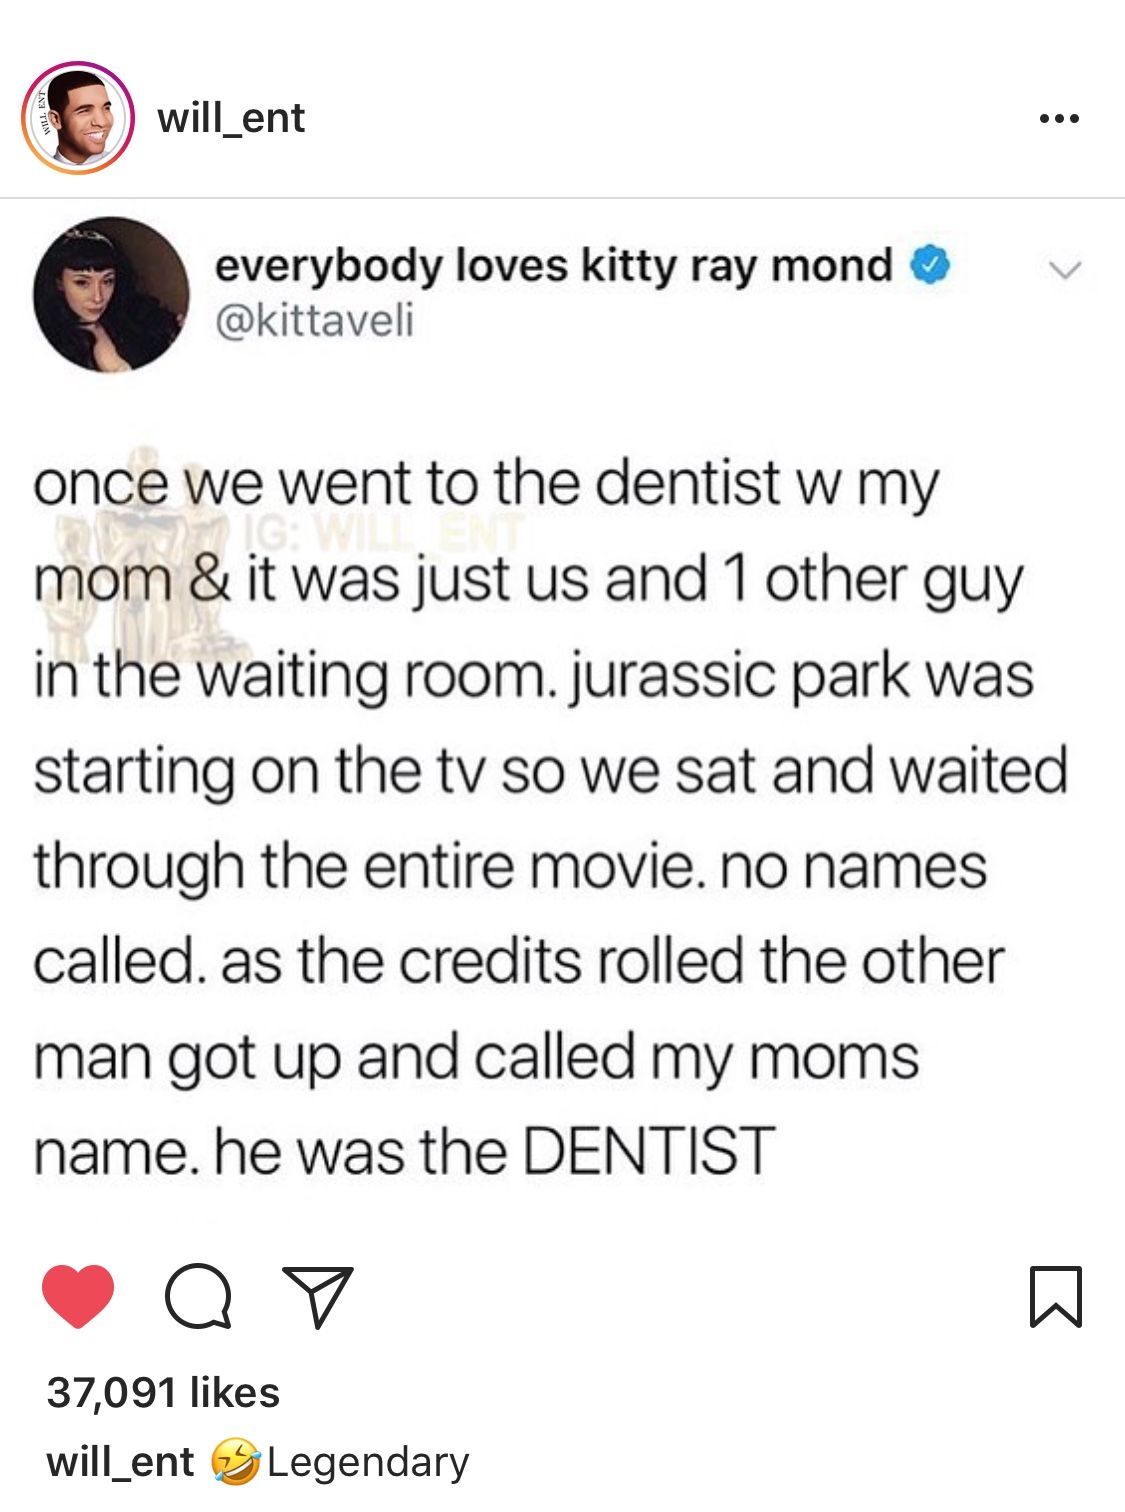 WILL ENT
will_ent
everybody loves kitty ray mond
@kittaveli
once we went to the dentist w my
IG: WILL_ENT
mom & it was just us and 1 other guy
in the waiting room. jurassic park was
starting on the tv so we sat and waited
through the entire movie. no names
called. as the credits rolled the other
man got up and called my moms
name. he was the DENTIST
37,091 likes
will_ent 🤣Legendary